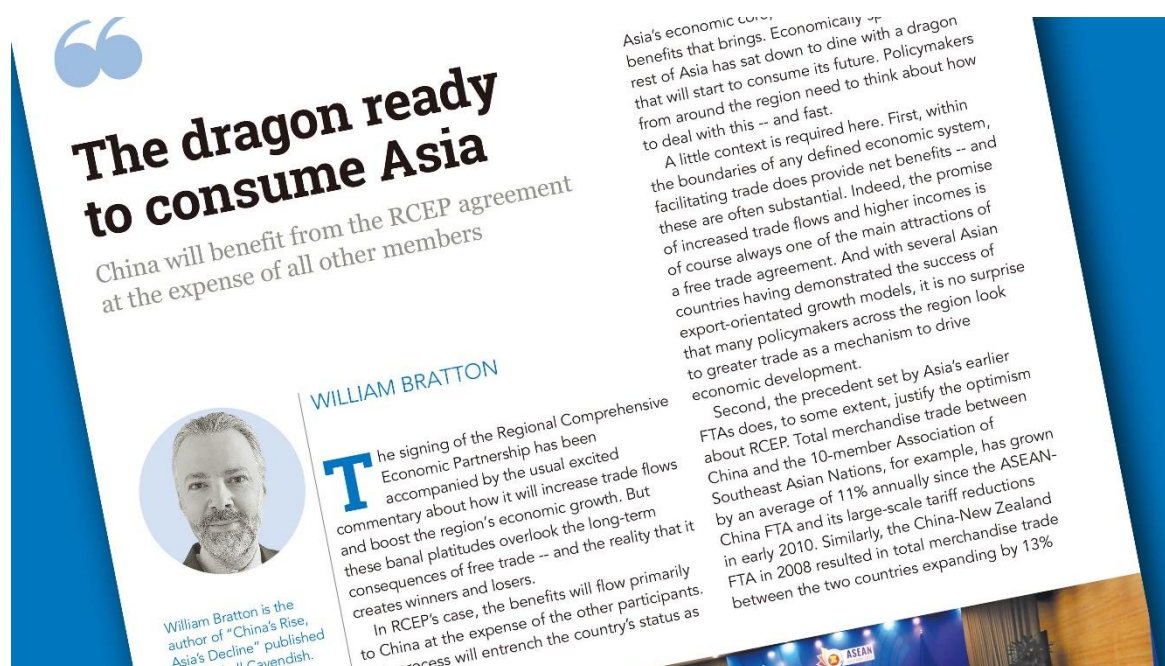 The dragon ready
to consume Asia
China will benefit from the RCEP agreement
at the expense of all other members
WILLIAM BRATTON
William Bratton is the
author of "China's Rise,
Asia's Decline" published
Cavendish.
The signing of the Regional Comprehensive
Economic Partnership has been
accompanied by the usual excited
commentary about how it will increase trade flows
and boost the region's economic growth. But
these banal platitudes overlook the long-term
consequences of free trade -- and the reality that it
creates winners and losers.
In RCEP's case, the benefits will flow primarily
to China at the expense of the other participants.
will entrench the country's status as
Asia's economic
benefits that brings. Economically
rest of Asia has sat down to dine with a dragon
that will start to consume its future. Policymakers
from around the region need to think about how
to deal with this -- and fast.
A little context is required here. First, within
the boundaries of any defined economic system,
facilitating trade does provide net benefits -- and
these are often substantial. Indeed, the promise
of increased trade flows and higher incomes is
of course always one of the main attractions of
a free trade agreement. And with several Asian
countries having demonstrated the success of
export-orientated growth models, it is no surprise
that many policymakers across the region look
to greater trade as a mechanism to drive
economic development.
Second, the precedent set by Asia's earlier
FTAs does, to some extent, justify the optimism
about RCEP. Total merchandise trade between
China and the 10-member Association of
Southeast Asian Nations, for example, has grown
by an average of 11% annually since the ASEAN-
China FTA and its large-scale tariff reductions
in early 2010. Similarly, the China-New Zealand
FTA in 2008 resulted in total merchandise trade
between the two countries expanding by 13%
ASEAN